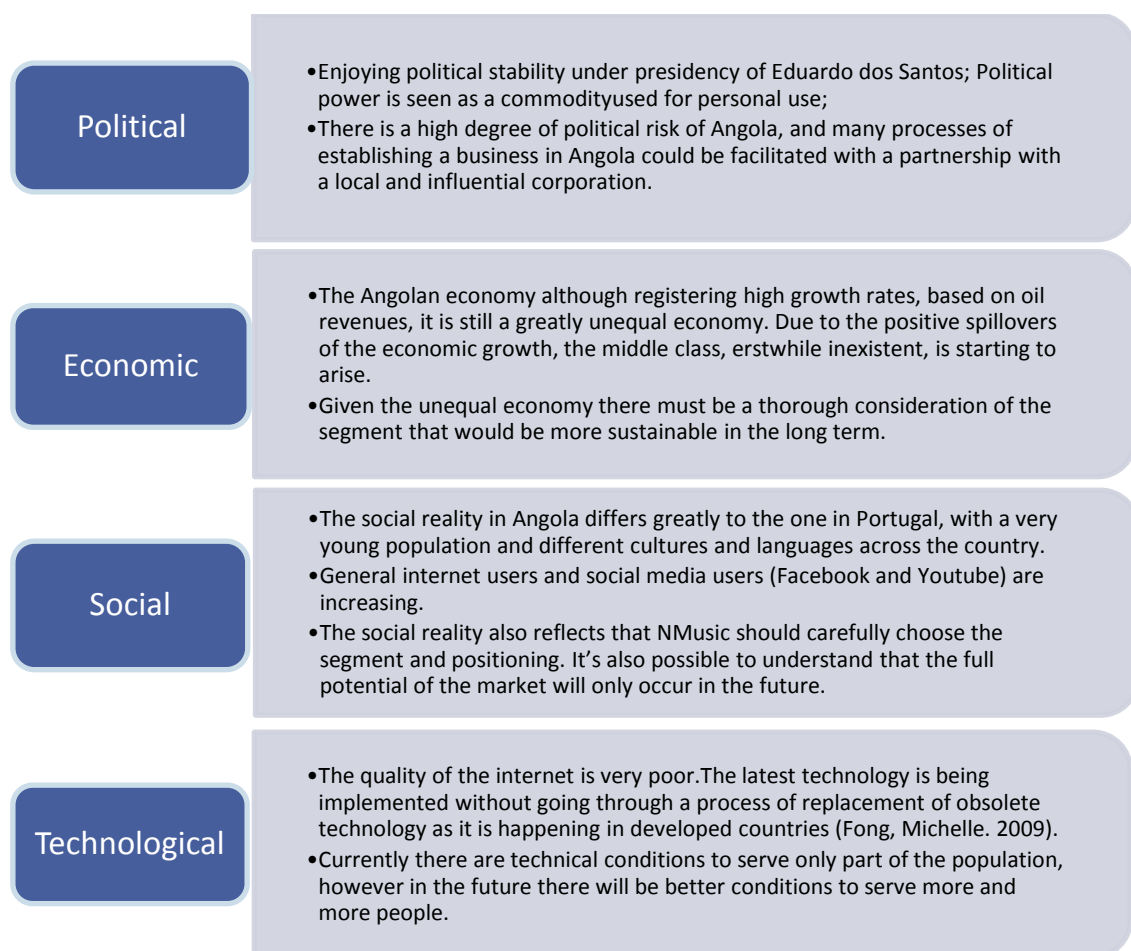 Political
•Enjoying political stability under presidency of Eduardo dos Santos; Political
power is seen as a commodityused for personal use;
•There is a high degree of political risk of Angola, and many processes of
establishing a business in Angola could be facilitated with a partnership with
a local and influential corporation.
Economic
•The Angolan economy although registering high growth rates, based on oil
revenues, it is still a greatly unequal economy. Due to the positive spillovers
of the economic growth, the middle class, erstwhile inexistent, is starting to
arise.
•Given the unequal economy there must be a thorough consideration of the
segment that would be more sustainable in the long term.
Social
•The social reality in Angola differs greatly to the one in Portugal, with a very
young population and different cultures and languages across the country.
•General internet users and social media users (Facebook and Youtube) are
increasing.
•The social reality also reflects that NMusic should carefully choose the
segment and positioning. It’s also possible to understand that the full
potential of the market will only occur in the future.
Technological
•The quality of the internet is very poor.The latest technology is being
implemented without going through a process of replacement of obsolete
technology as it is happening in developed countries (Fong, Michelle. 2009).
•Currently there are technical conditions to serve only part of the population,
however in the future there will be better conditions to serve more and
more people.